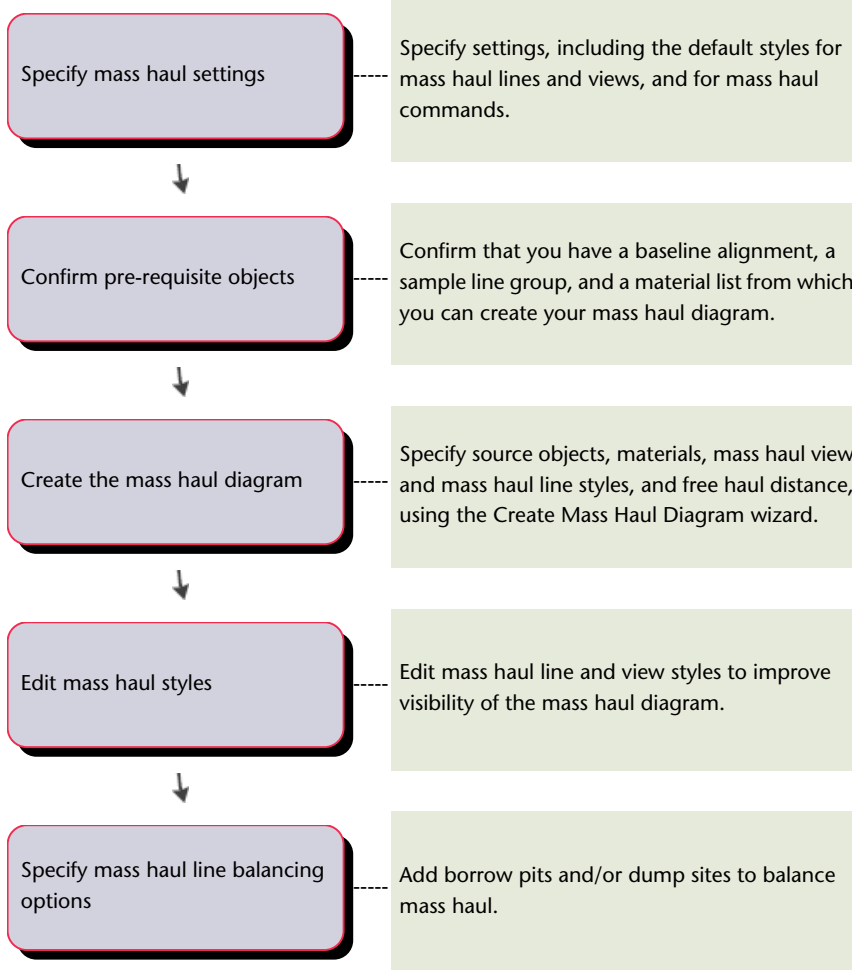 Specify mass haul settings
Specify settings, including the default styles for
mass haul lines and views, and for mass haul
commands.
Confirm pre-requisite objects
Confirm that you have a baseline alignment, a
sample line group, and a material list from which
you can create your mass haul diagram.
Create the mass haul diagram
Specify source objects, materials, mass haul view
and mass haul line styles, and free haul distance,
using the Create Mass Haul Diagram wizard.
Edit mass haul styles
Edit mass haul line and view styles to improve
visibility of the mass haul diagram.
Specify mass haul line balancing
options
Add borrow pits and/or dump sites to balance
mass haul.